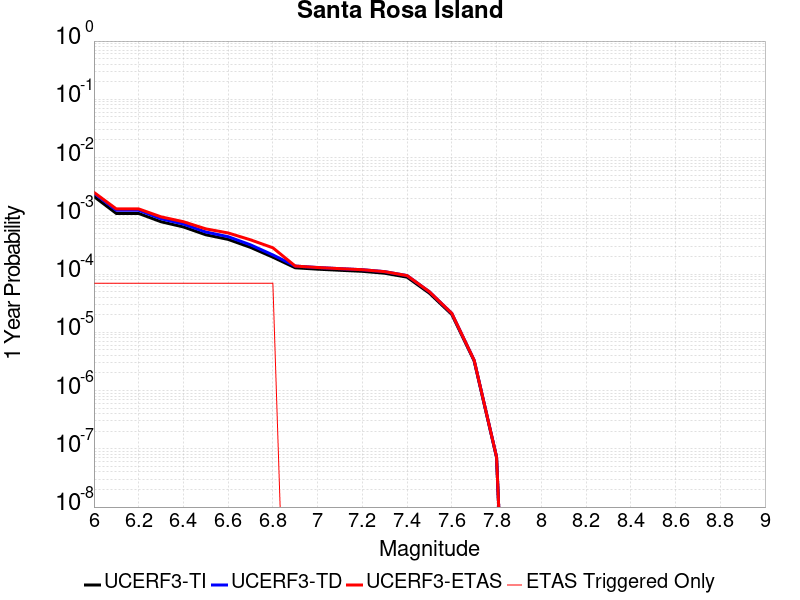 Santa Rosa Island
1 Year Probability
10^0
10^-1
10^-2
10^-3
10^-4
10^-5
10^-6
10^-7
10^-8
6 6.2 6.4 6.6 6.8 7 7.2 7.4 7.6 7.8 8 8.2 8.4 8.6 8.8 9
Magnitude
UCERF3-TI UCERF3-TD UCERF3-ETAS ETAS Triggered Only